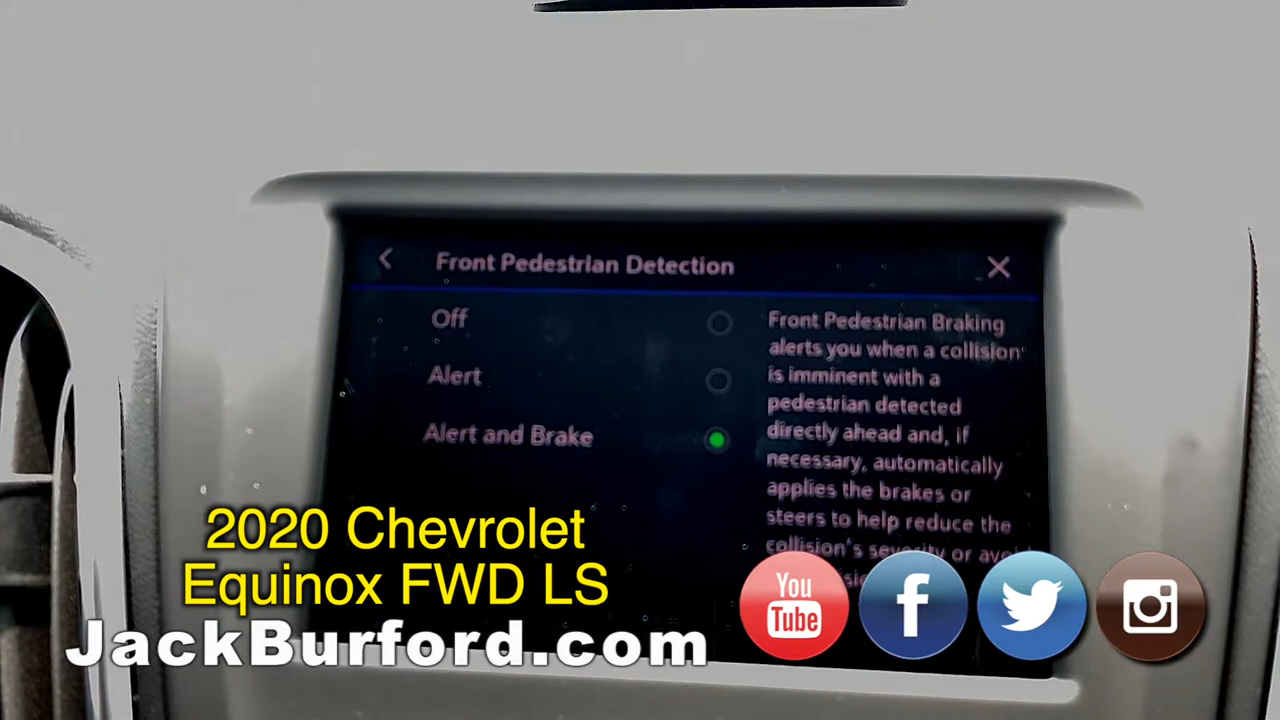 Front Pedestrian Detection
Off
Alert
Alert and Brake
Front Pedestrian Braking
alerts you when a collision
is imminent with a
pedestrian detected
directly ahead and, if
necessary, automatically
applies the brakes or
steers to help reduce the
collision's severity or
2020 Chevrolet
Equinox FWD LS
JackBurford.com
You
Tube
f